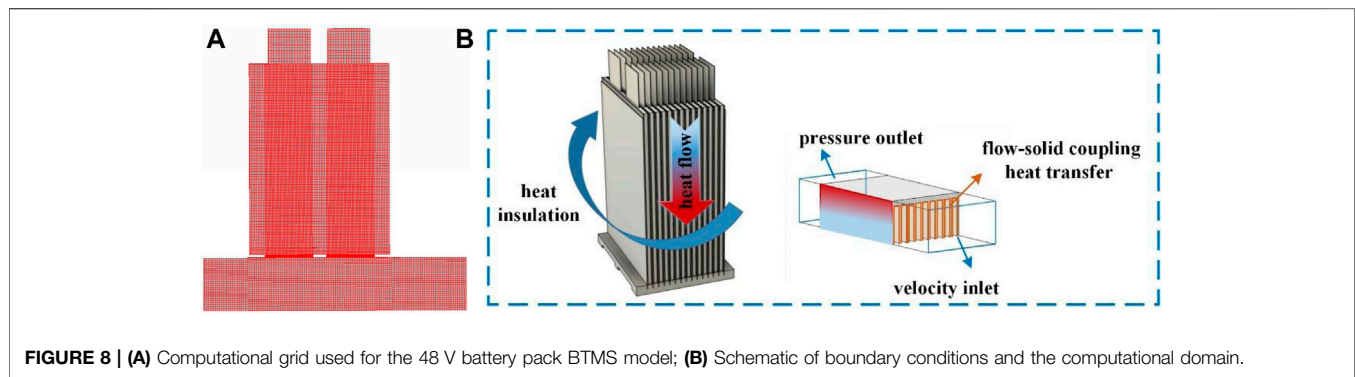 A
B
heat flow
heat
insulation
pressure outlet
flow-solid coupling
heat transfer
velocity inlet
FIGURE 8 | (A) Computational grid used for the 48 V battery pack BTMS model; (B) Schematic of boundary conditions and the computational domain.